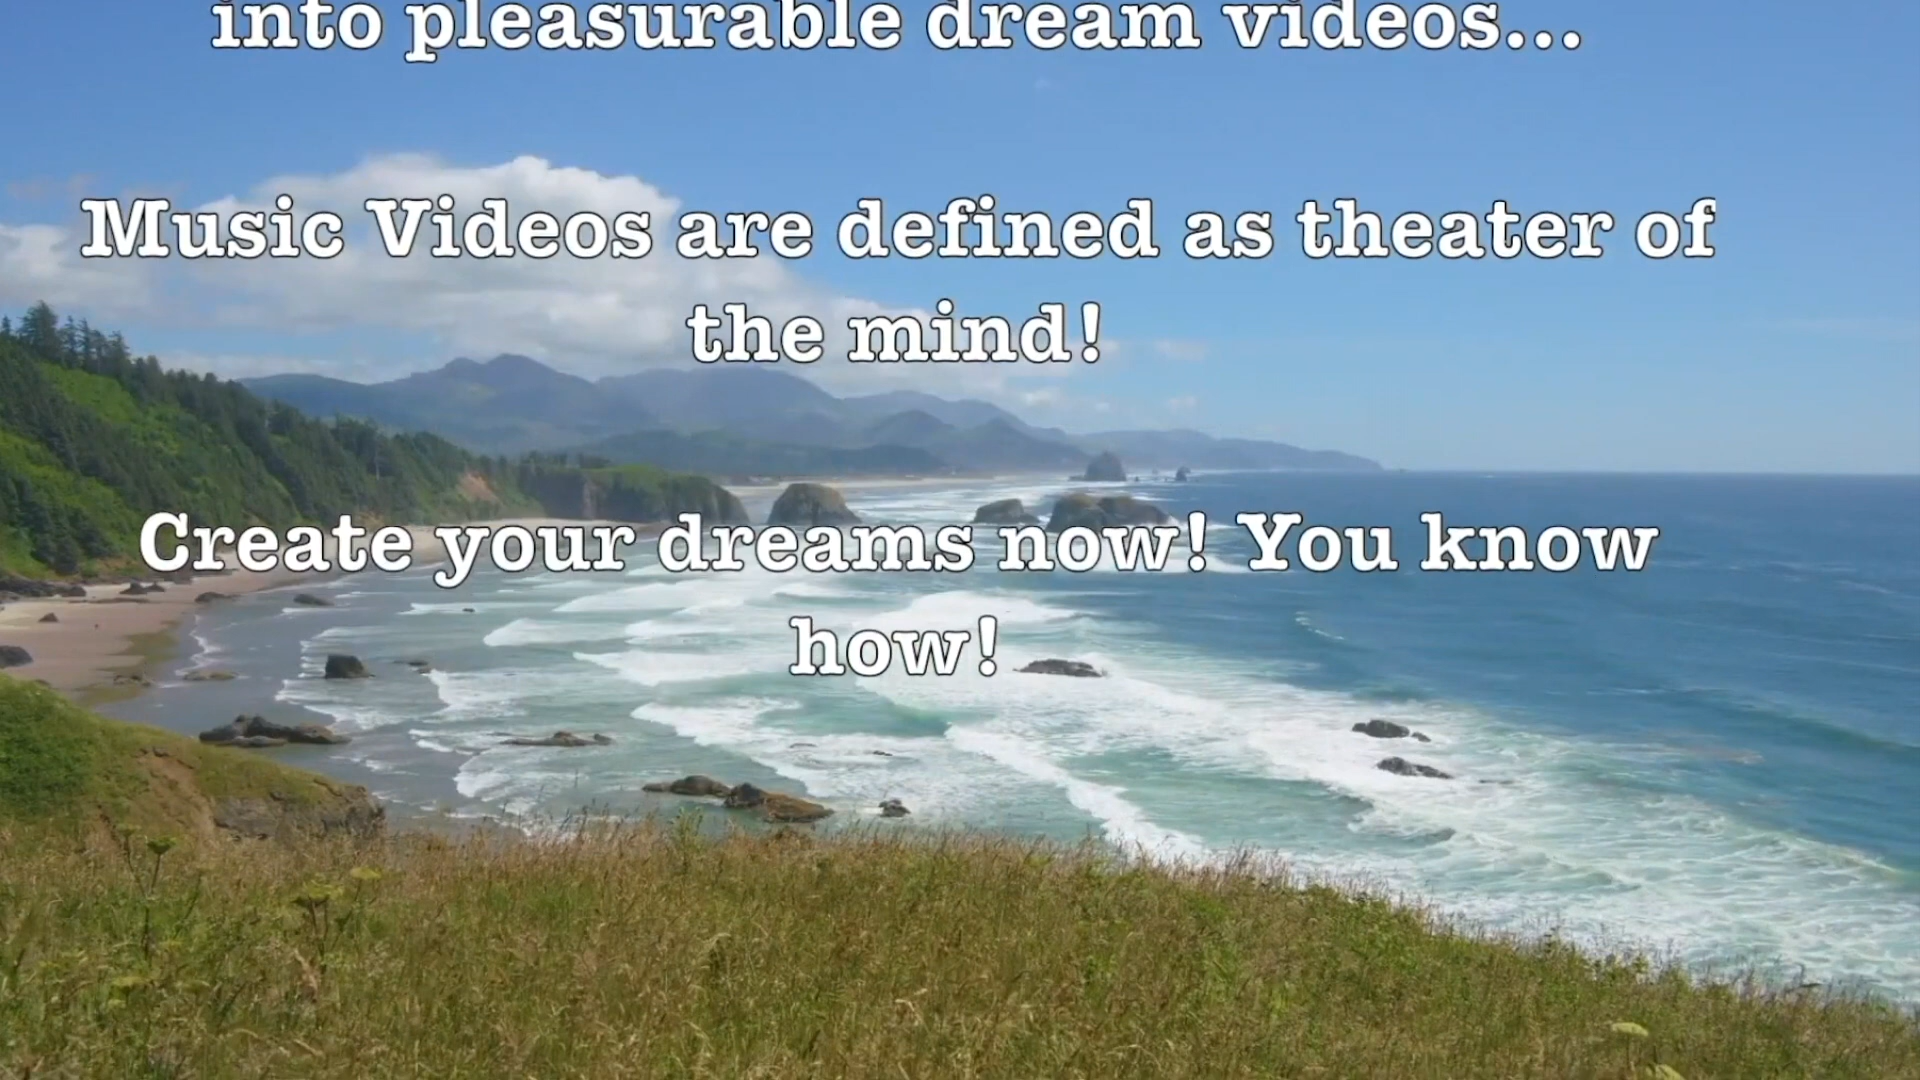 into pleasurable dream videos...
Music Videos are defined as theater of
the mind!
Create your dreams now! You know
how!